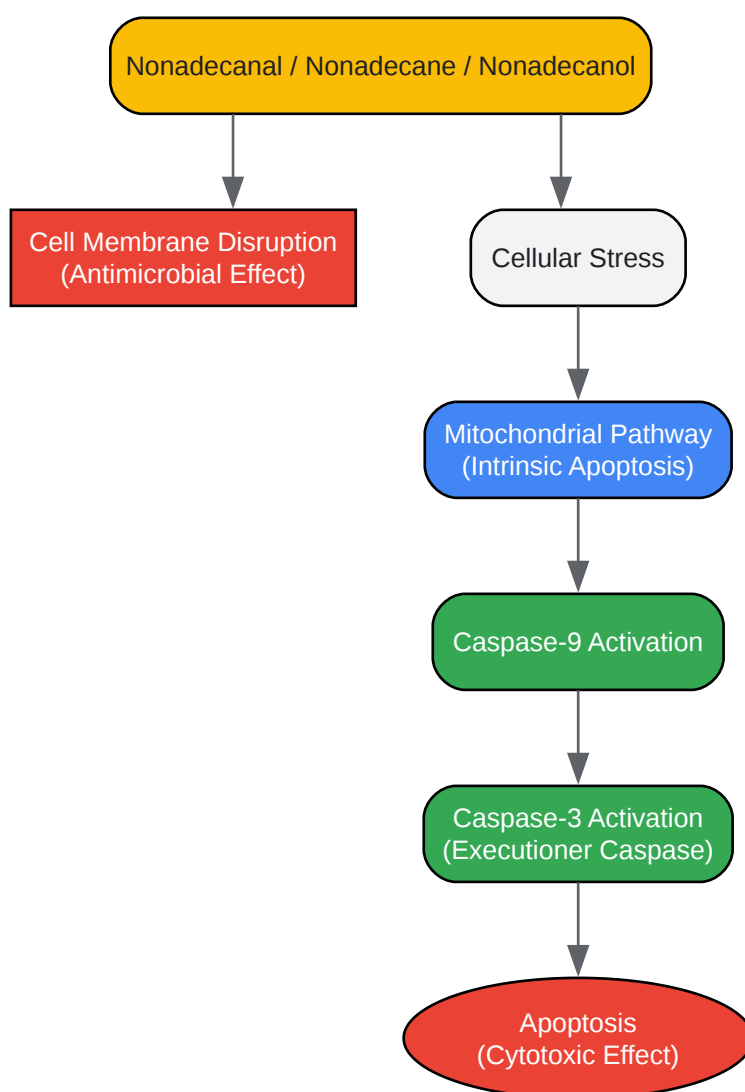 Nonadecanal / Nonadecane / Nonadecanol
Cell Membrane Disruption
(Antimicrobial Effect)
Cellular Stress
Mitochondrial Pathway
(Intrinsic Apoptosis)
Caspase-9 Activation
Caspase-3 Activation
(Executioner Caspase)
Apoptosis
(Cytotoxic Effect)